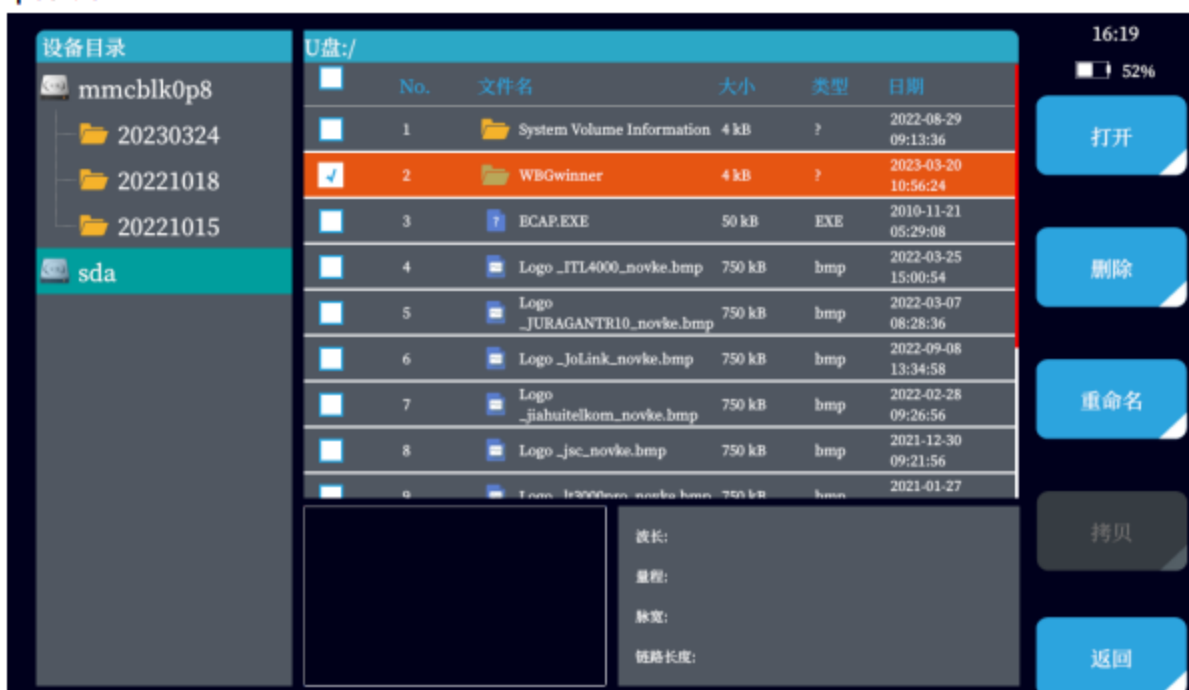 设备目录
mmcblk0p8
20230324
20221018
20221015
sda
U盘:/
No. 文件名 大小 类型 日期
1 System Volume Information 4 kB ? 2022-08-29
09:13:36
2 WBGwinner 4 kB ? 2023-03-20
10:56:24
3 ECAP.EXE 50 kB EXE 2010-11-21
05:29:08
4 Logo _ITL4000_novke.bmp 750 kB bmp 2022-03-25
15:00:54
5 Logo
_JURAGANTR10_novke.bmp 750 kB bmp 2022-03-07
08:28:36
6 Logo _JoLink_novke.bmp 750 kB bmp 2022-09-08
13:34:58
7 Logo
_jiahuitelkom_novke.bmp 750 kB bmp 2022-02-28
09:26:56
8 Logo _jsc_novke.bmp 750 kB bmp 2021-12-30
09:21:56
9 Logo _lt3000pro_novke.bmp 750 kB bmp 2021-01-27
波长:
量程:
脉宽:
链路长度:
16:19
52%
打开
删除
重命名
拷贝
返回